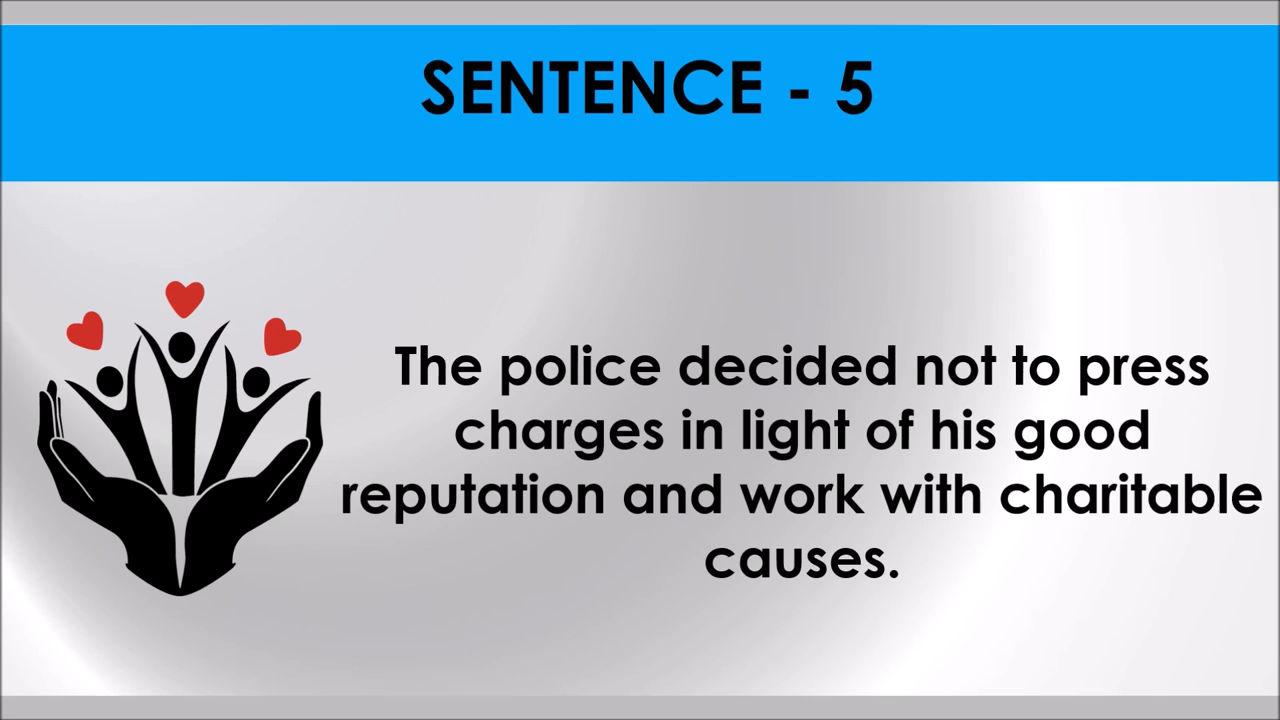 SENTENCE - 5
The police decided not to press
charges in light of his good
reputation and work with charitable
causes.